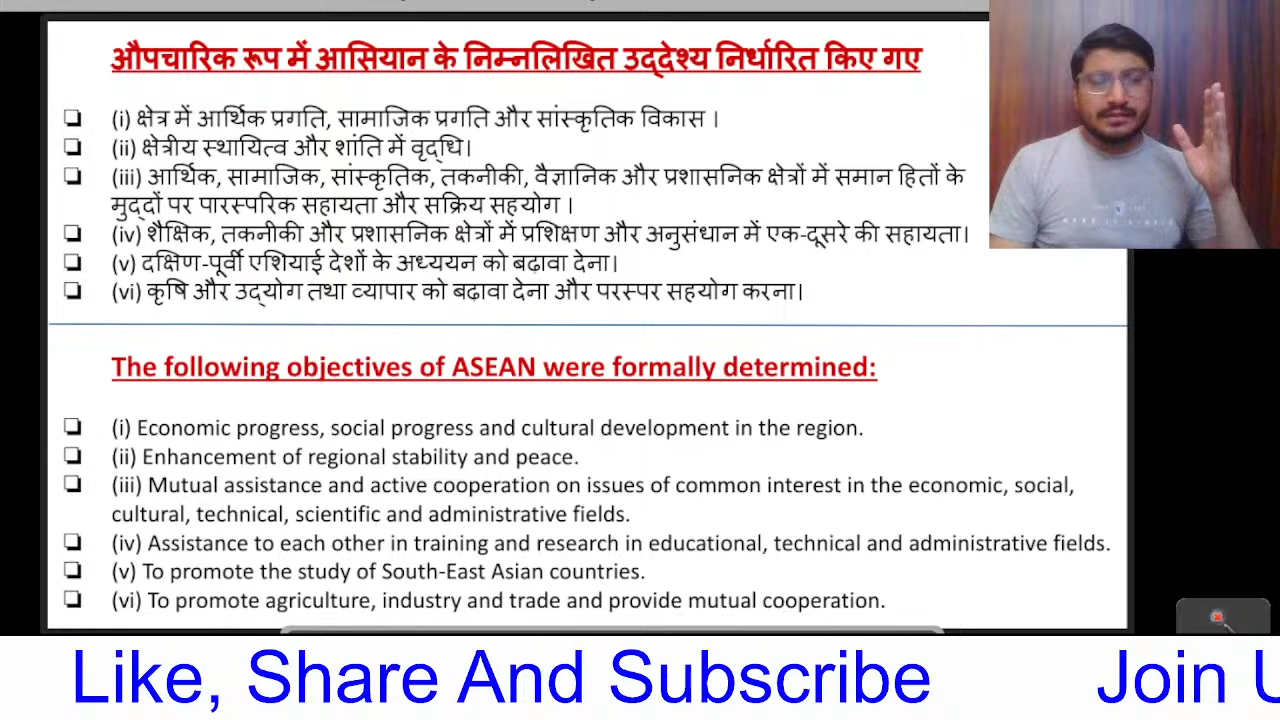 औपचारिक रूप में आसियान के निम्नलिखित उद्देश्य निर्धारित किए गए
(i) क्षेत्र में आर्थिक प्रगति, सामाजिक प्रगति और सांस्कृतिक विकास ।
(ii) क्षेत्रीय स्थायित्व और शांति में वृद्धि।
(iii) आर्थिक, सामाजिक, सांस्कृतिक, तकनीकी, वैज्ञानिक और प्रशासनिक क्षेत्रों में समान हितों के
मुद्दों पर पारस्परिक सहायता और सक्रिय सहयोग ।
(iv) शैक्षिक, तकनीकी और प्रशासनिक क्षेत्रों में प्रशिक्षण और अनुसंधान में एक-दूसरे की सहायता।
(v) दक्षिण-पूर्वी एशियाई देशों के अध्ययन को बढ़ावा देना।
(vi) कृषि और उद्योग तथा व्यापार को बढ़ावा देना और परस्पर सहयोग करना।
The following objectives of ASEAN were formally determined:
(i) Economic progress, social progress and cultural development in the region.
(ii) Enhancement of regional stability and peace.
(iii) Mutual assistance and active cooperation on issues of common interest in the economic, social,
cultural, technical, scientific and administrative fields.
(iv) Assistance to each other in training and research in educational, technical and administrative fields.
(v) To promote the study of South-East Asian countries.
(vi) To promote agriculture, industry and trade and provide mutual cooperation.
Like, Share And Subscribe Join U